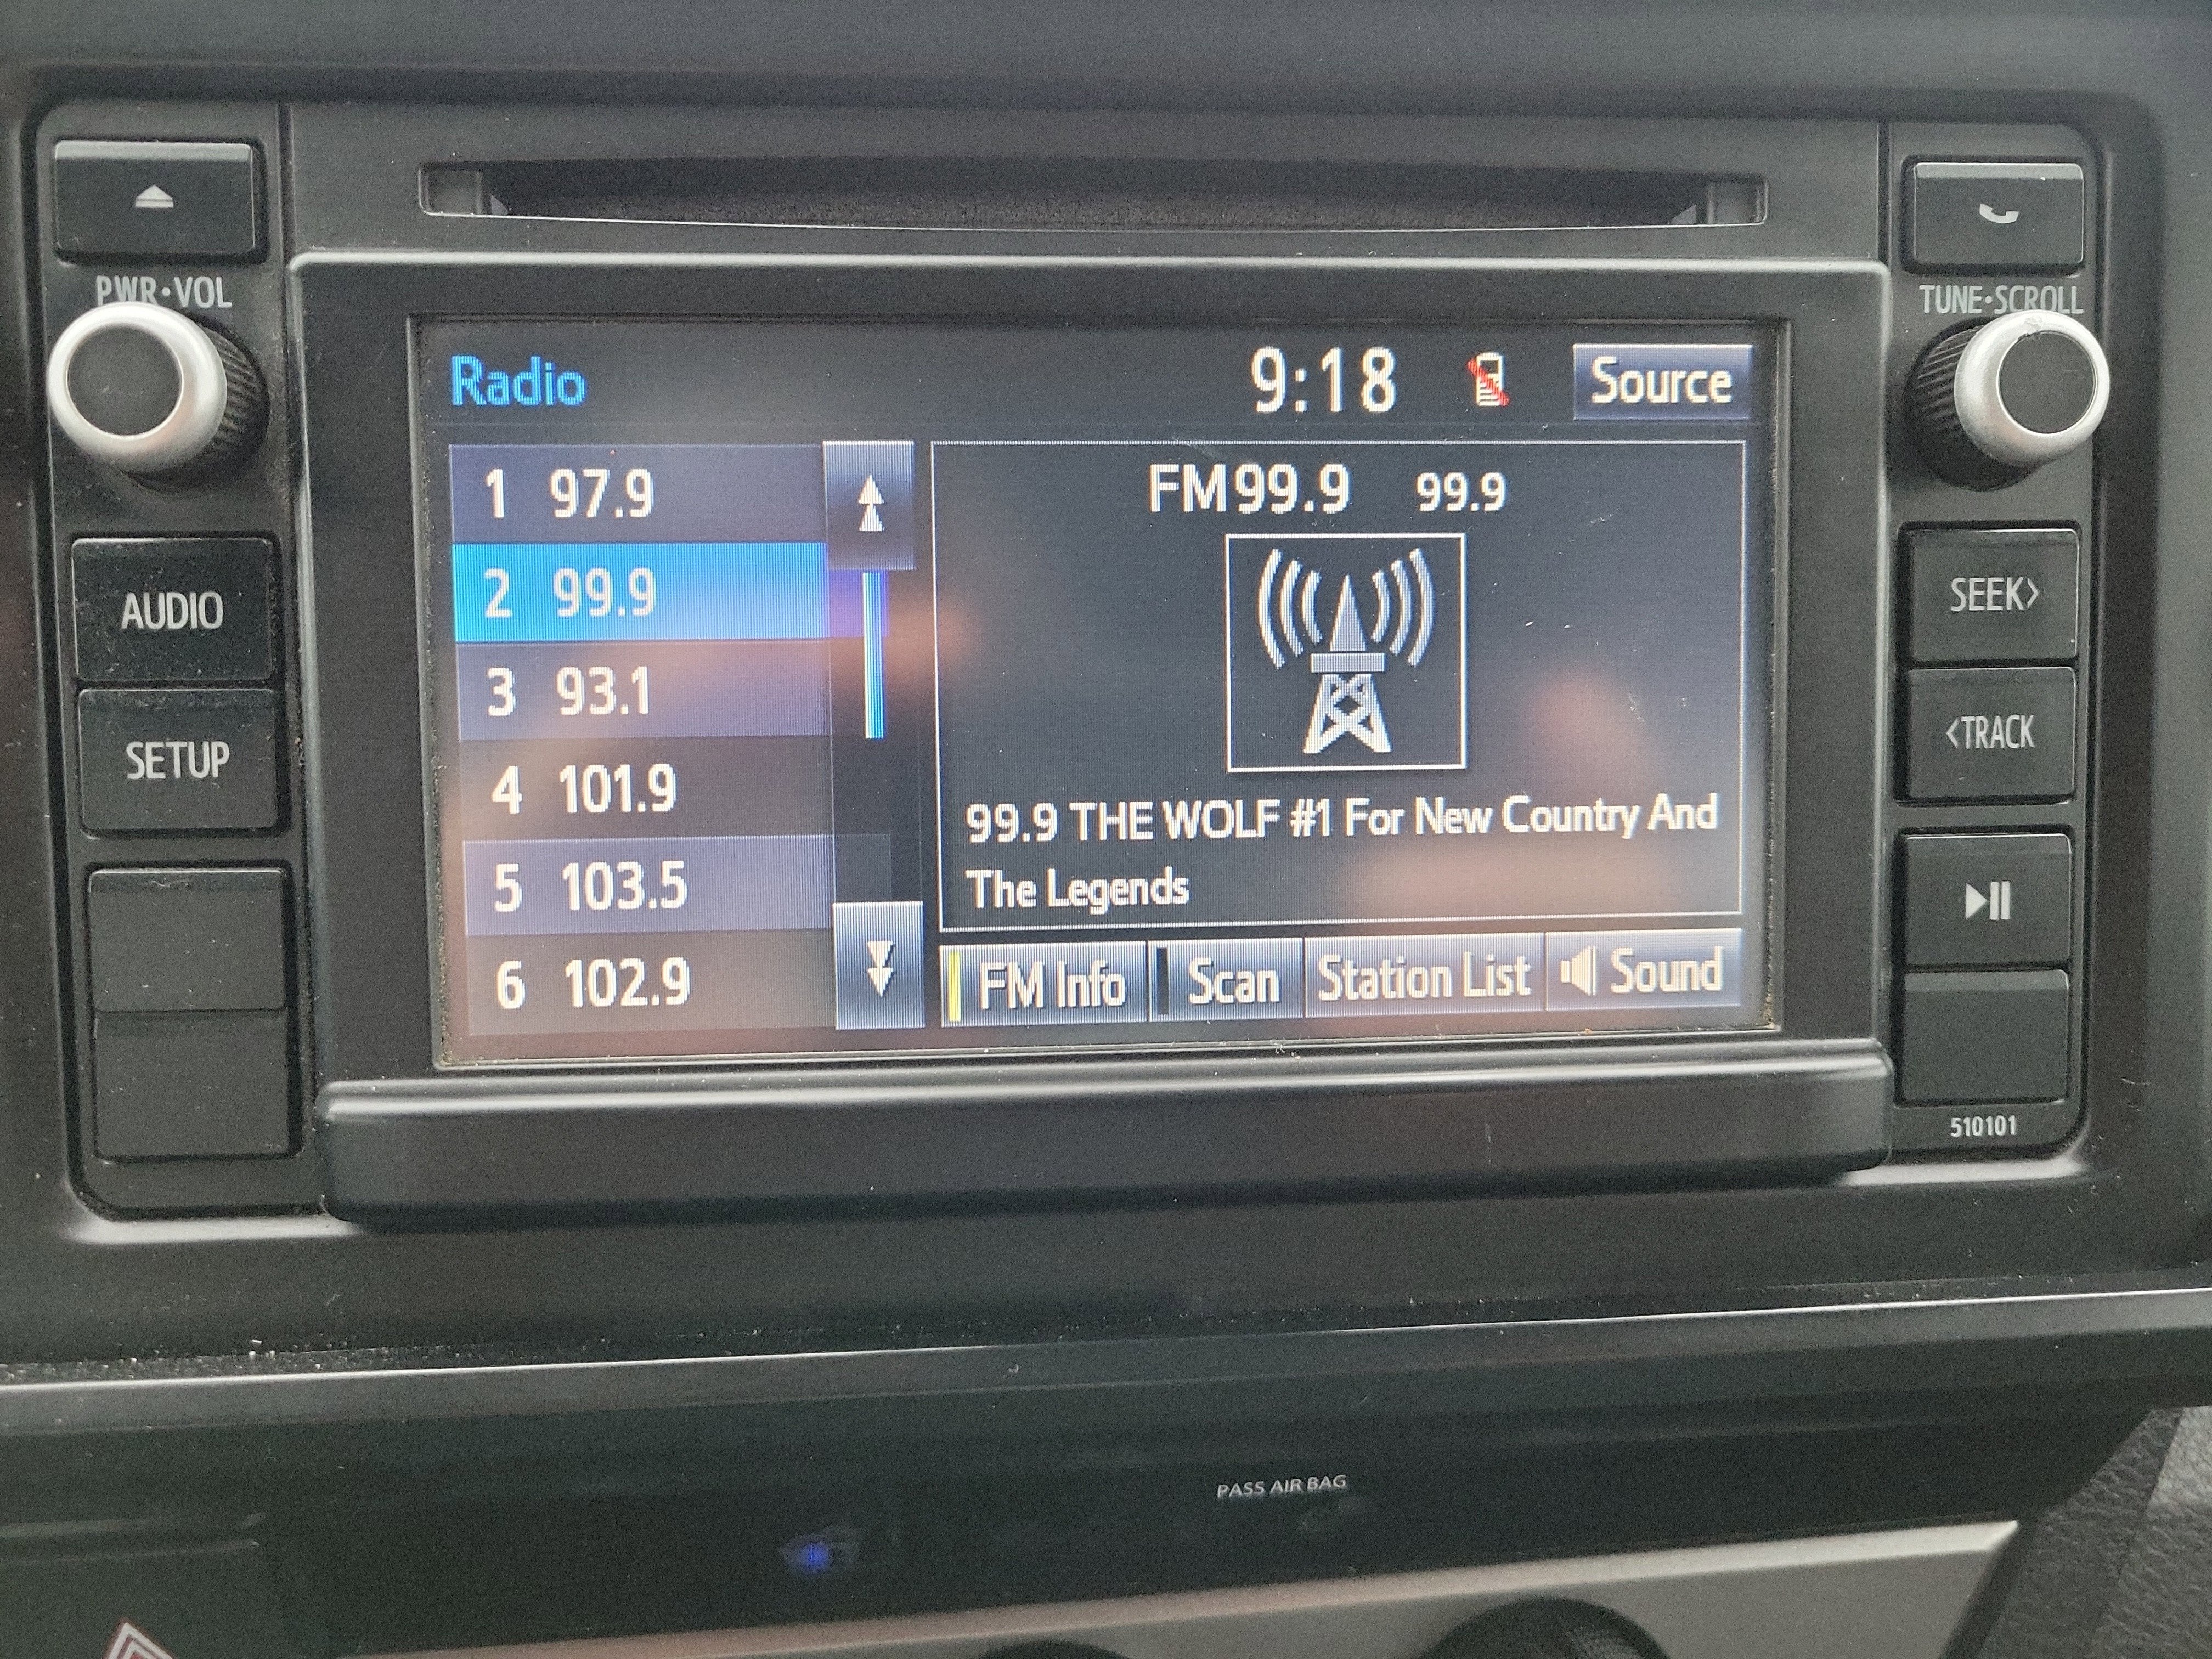 PWR•VOL
AUDIO
SETUP
Radio
9:18
Source
1 97.9
2 99.9
3 93.1
4 101.9
5 103.5
6 102.9
FM99.9 99.9
99.9 THE WOLF #1 For New Country And
The Legends
FM Info
Scan
Station List
Sound
TUNE•SCROLL
SEEK>
<TRACK
510101
PASS AIR BAG